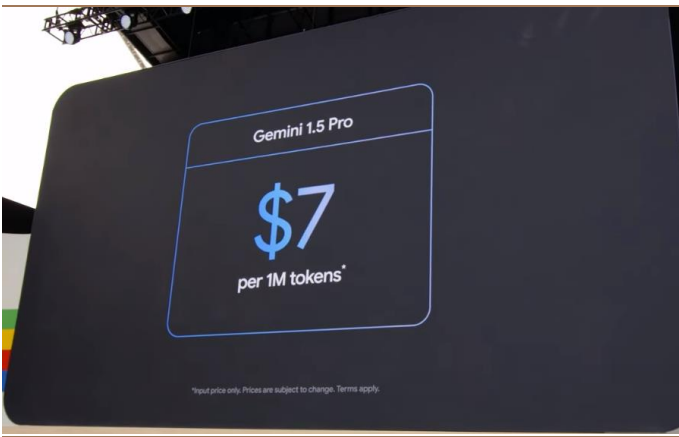 Gemini 1.5 Pro
$7
per 1M tokens*
*Input price only. Prices are subject to change. Terms apply.